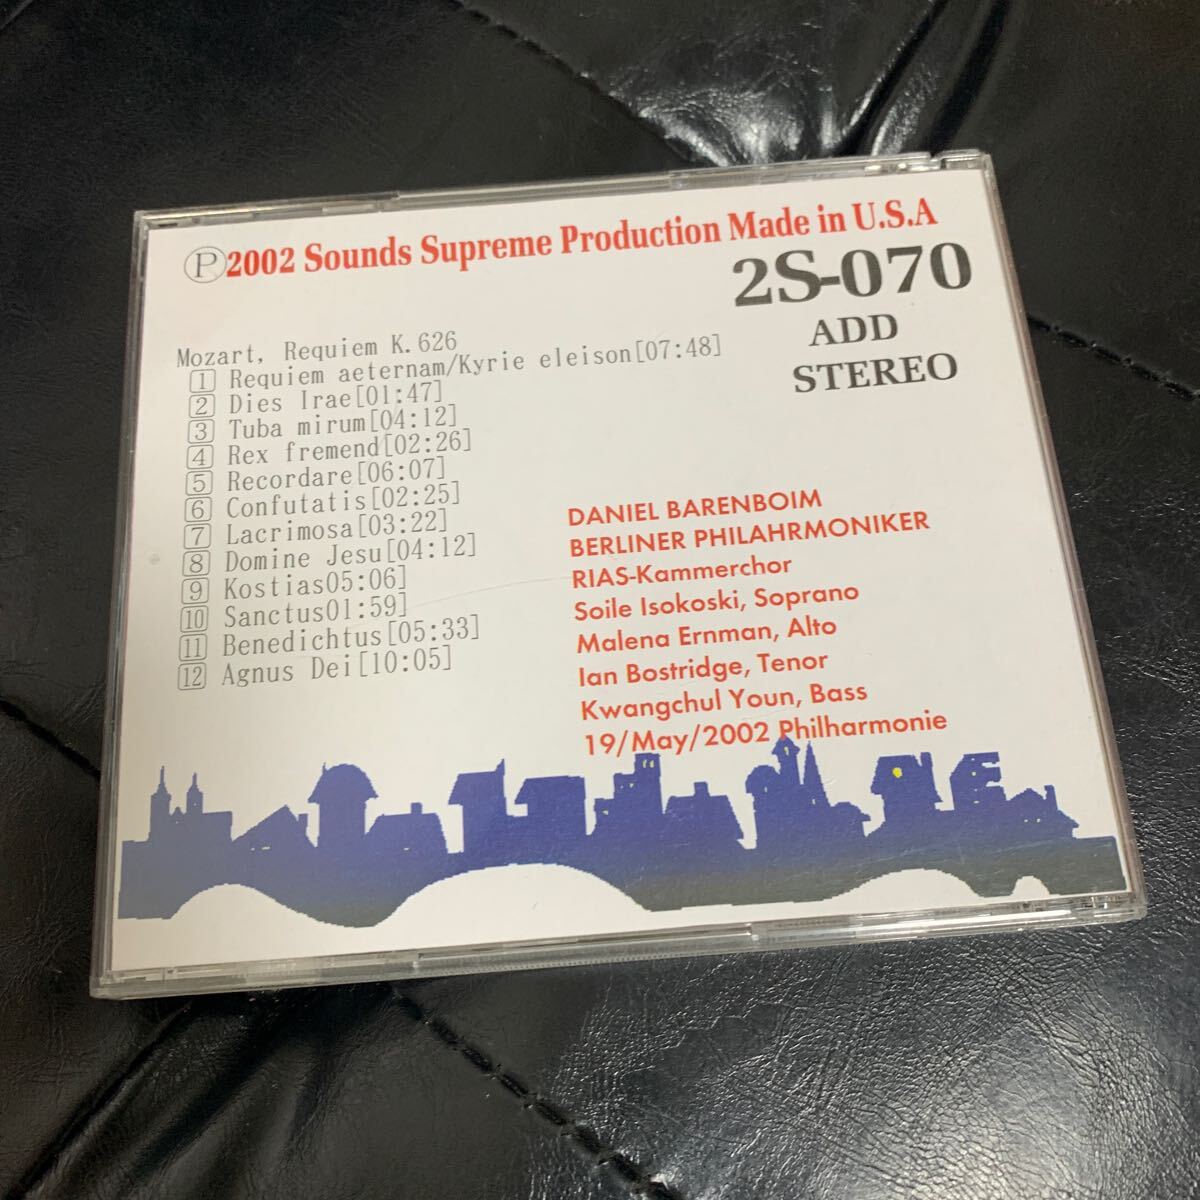 Ⓟ2002 Sounds Supreme Production Made in U.S.A
2S-070
ADD
STEREO
Mozart, Requiem K.626
1 Requiem aeternam/Kyrie eleison[07:48]
2 Dies Irae[01:47]
3 Tuba mirum[04:12]
4 Rex fremend[02:26]
5 Recordare[06:07]
6 Confutatis[02:25]
7 Lacrimosa[03:22]
8 Domine Jesu[04:12]
9 Kostias05:06]
10 Sanctus01:59]
11 Benedichtus[05:33]
12 Agnus Dei[10:05]
DANIEL BARENBOIM
BERLINER PHILAHRMONIKER
RIAS-Kammerchor
Soile Isokoski, Soprano
Malena Ernman, Alto
Ian Bostridge, Tenor
Kwangchul Youn, Bass
19/May/2002 Philharmonie